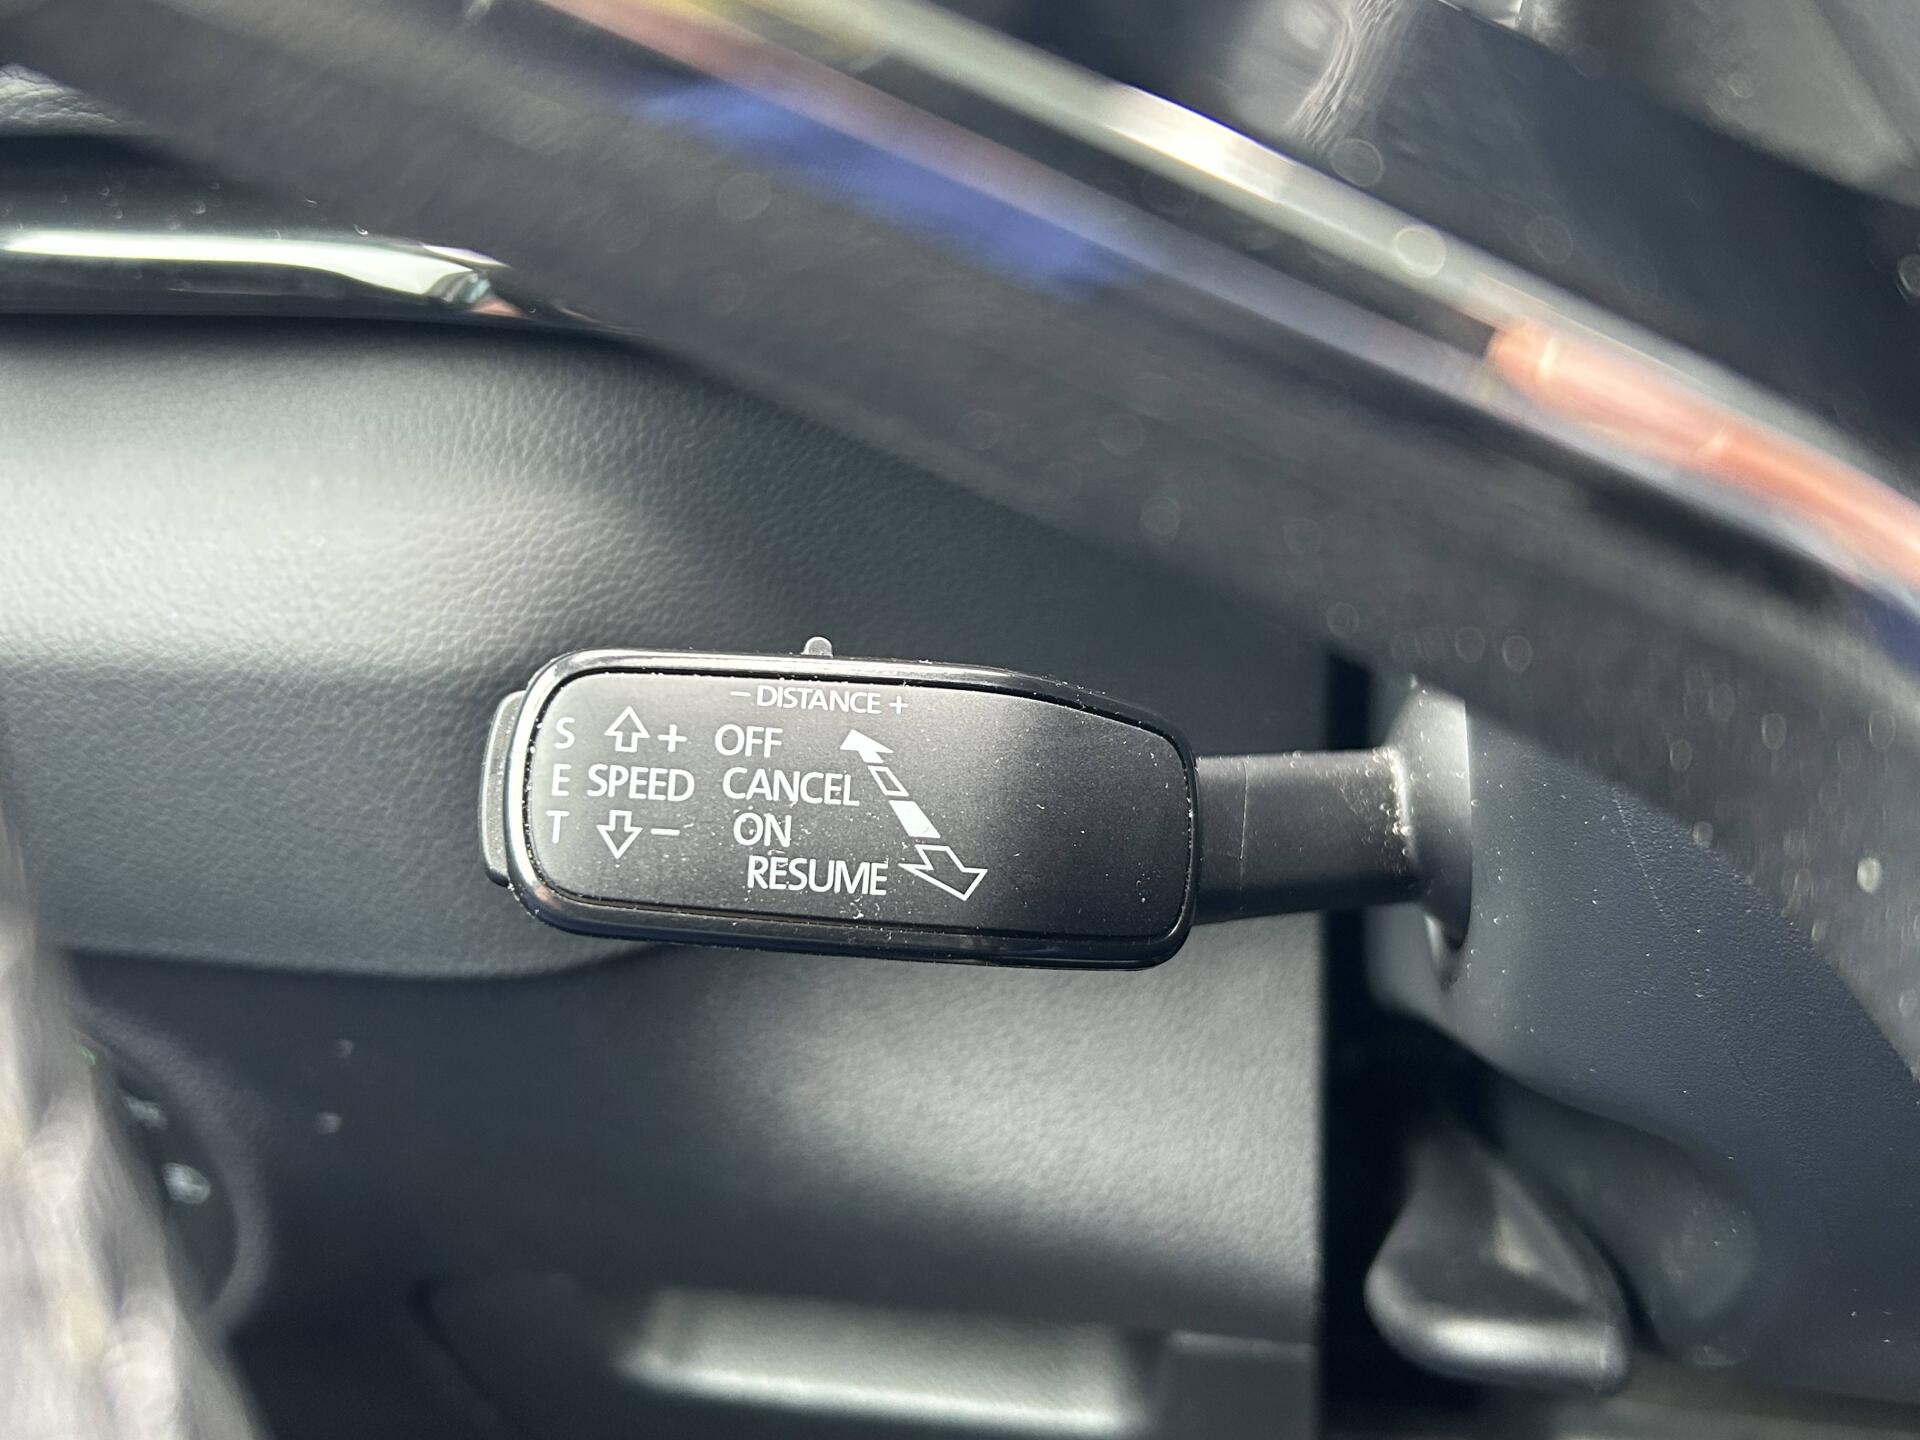 – DISTANCE +
S + OFF
E SPEED CANCEL
T – ON
RESUME